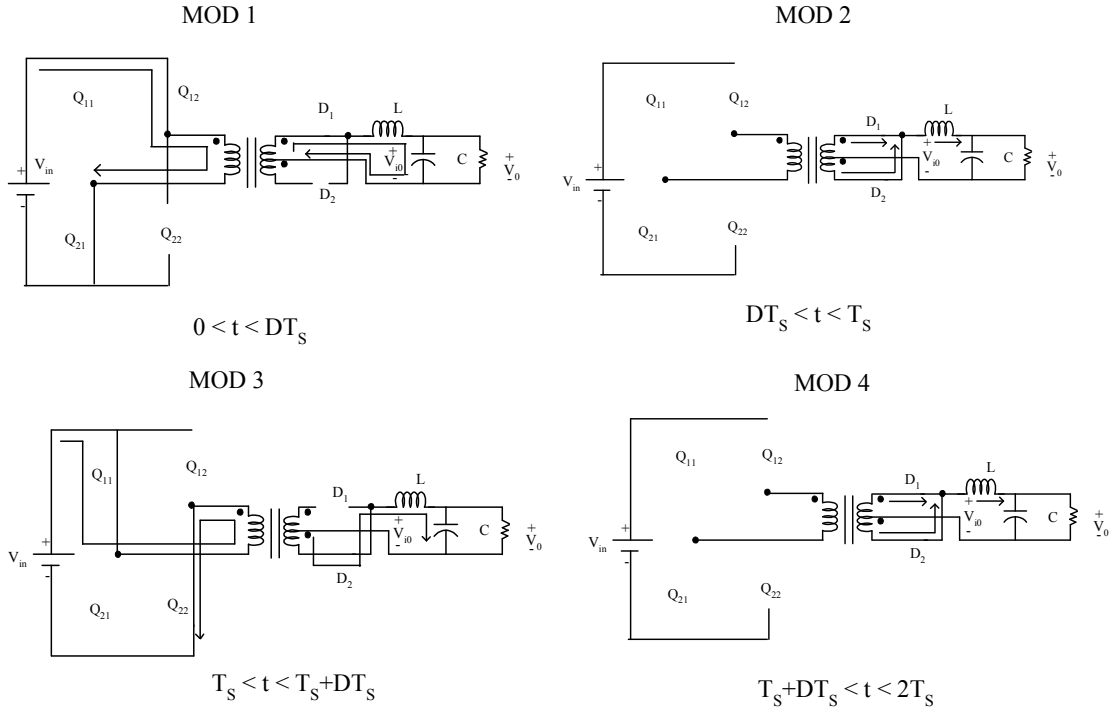 MOD 1
Q11
Q12
D1
L
+
Vin
-
+
Vi0
-
C
+
V0
-
D2
Q21
Q22
0 < t < DTS
MOD 2
Q11
Q12
D1
L
+
Vin
-
+
Vi0
-
C
+
V0
-
D2
Q21
Q22
DTS < t < TS
MOD 3
Q11
Q12
D1
L
+
Vin
-
+
Vi0
-
C
+
V0
-
D2
Q21
Q22
TS < t < TS+DTS
MOD 4
Q11
Q12
D1
L
+
Vin
-
+
Vi0
-
C
+
V0
-
D2
Q21
Q22
TS+DTS < t < 2TS